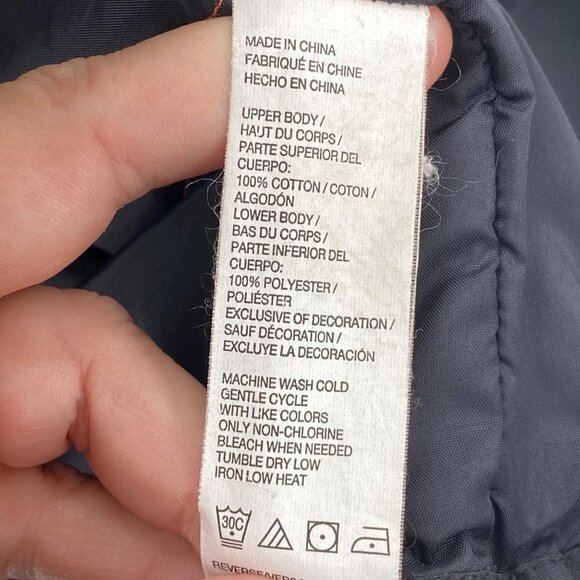 MADE IN CHINA
FABRIQUÉ EN CHINE
HECHO EN CHINA
UPPER BODY /
HAUT DU CORPS /
PARTE SUPERIOR DEL
CUERPO:
100% COTTON / COTON /
ALGODÓN
LOWER BODY /
BAS DU CORPS /
PARTE INFERIOR DEL
CUERPO:
100% POLYESTER /
POLIÉSTER
EXCLUSIVE OF DECORATION /
SAUF DÉCORATION /
EXCLUYE LA DECORACIÓN
MACHINE WASH COLD
GENTLE CYCLE
WITH LIKE COLORS
ONLY NON-CHLORINE
BLEACH WHEN NEEDED
TUMBLE DRY LOW
IRON LOW HEAT
30C